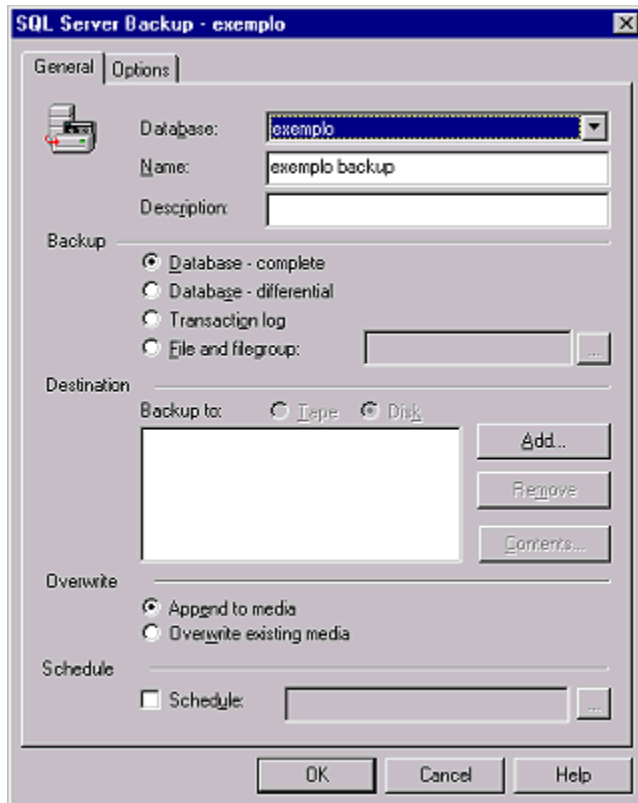 SQL Server Backup - exemplo
General Options
Database: exemplo
Name: exemplo backup
Description:
Backup
Database - complete
Database - differential
Transaction log
File and filegroup: ...
Destination
Backup to: Tape Disk
Add...
Remove
Contents...
Overwrite
Append to media
Overwrite existing media
Schedule
Schedule: ...
OK Cancel Help